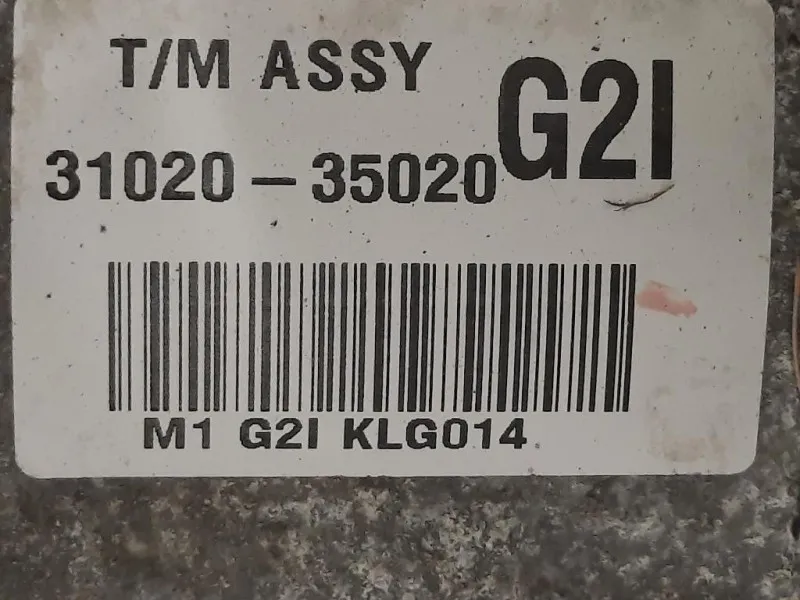 T/M ASSY
G2I
31020-35020
M1 G2I KLG014